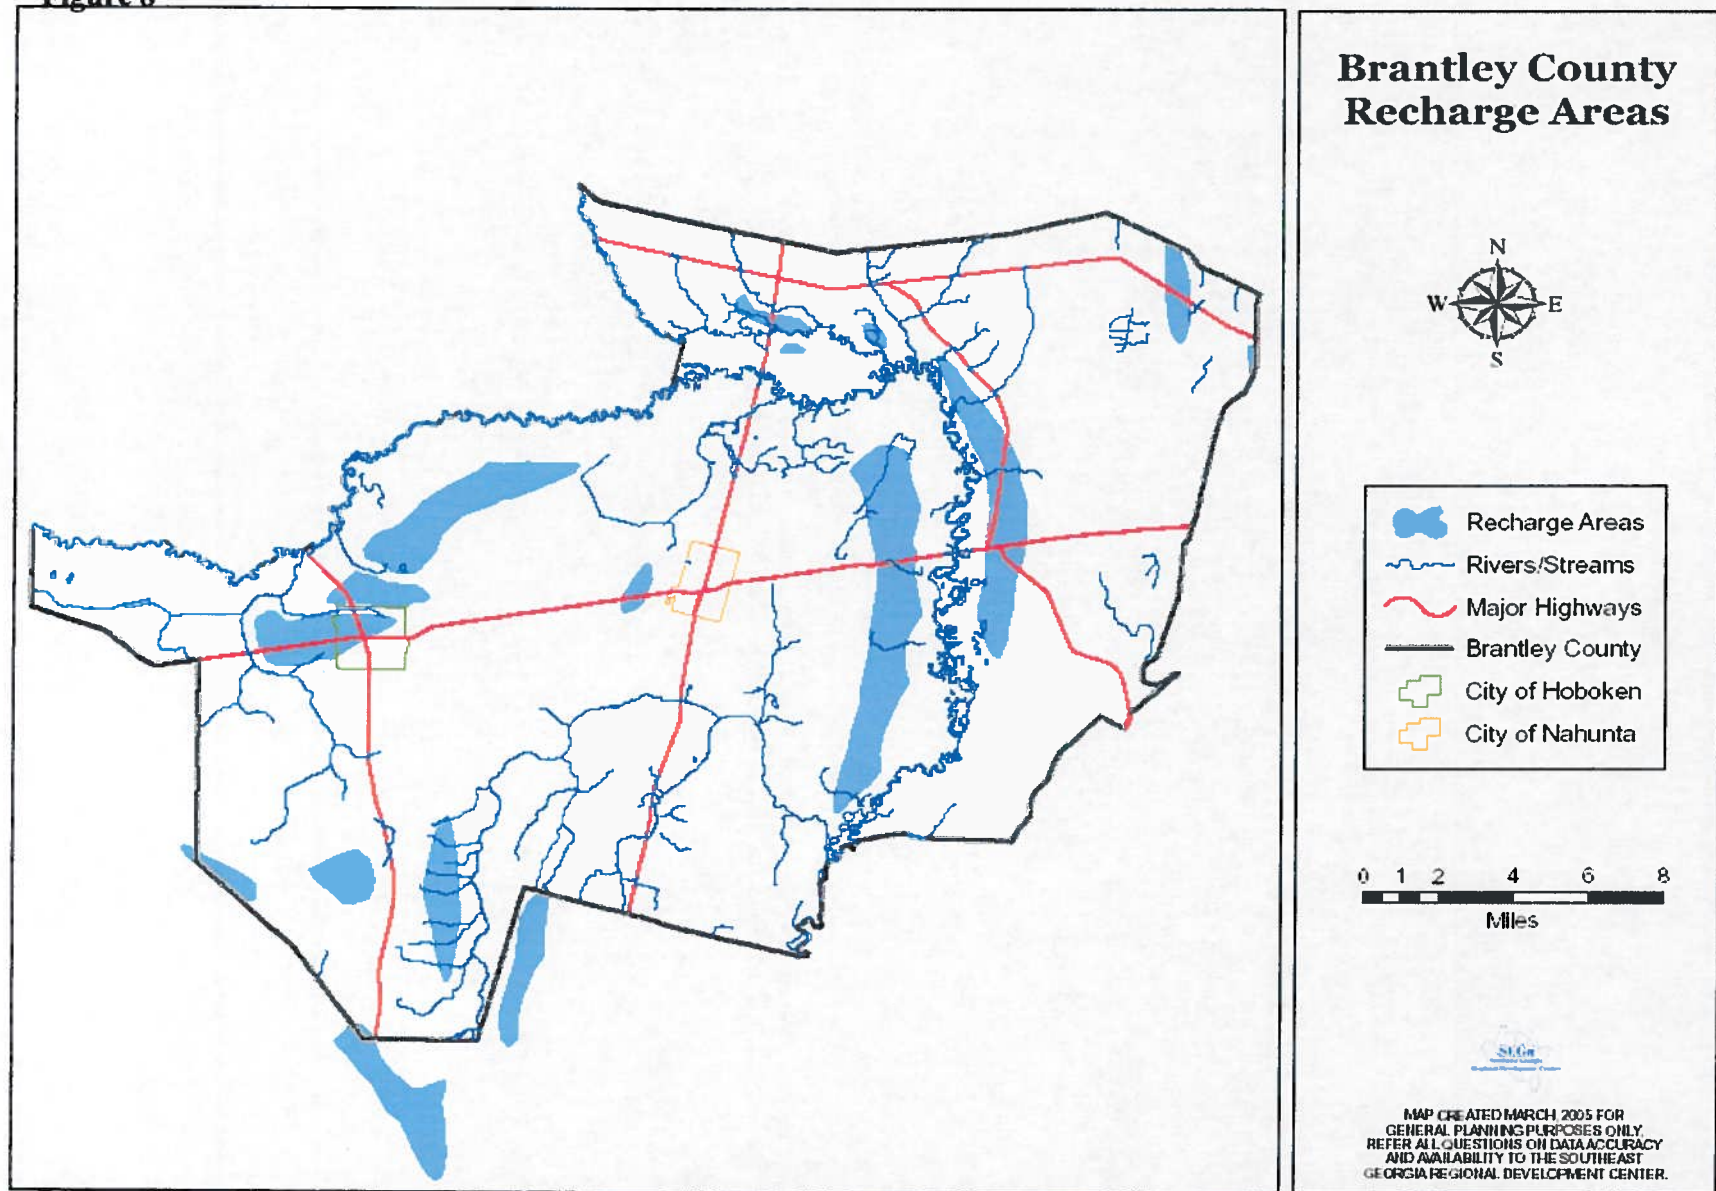 Brantley County
Recharge Areas
N
W
E
S
Recharge Areas
Rivers/Streams
Major Highways
Brantley County
City of Hoboken
City of Nahunta
0 1 2 4 6 8
Miles
MAP CREATED MARCH, 2005 FOR
GENERAL PLANNING PURPOSES ONLY,
REFER ALL QUESTIONS ON DATA ACCURACY
AND AVAILABILITY TO THE SOUTHEAST
GEORGIA REGIONAL DEVELOPMENT CENTER.